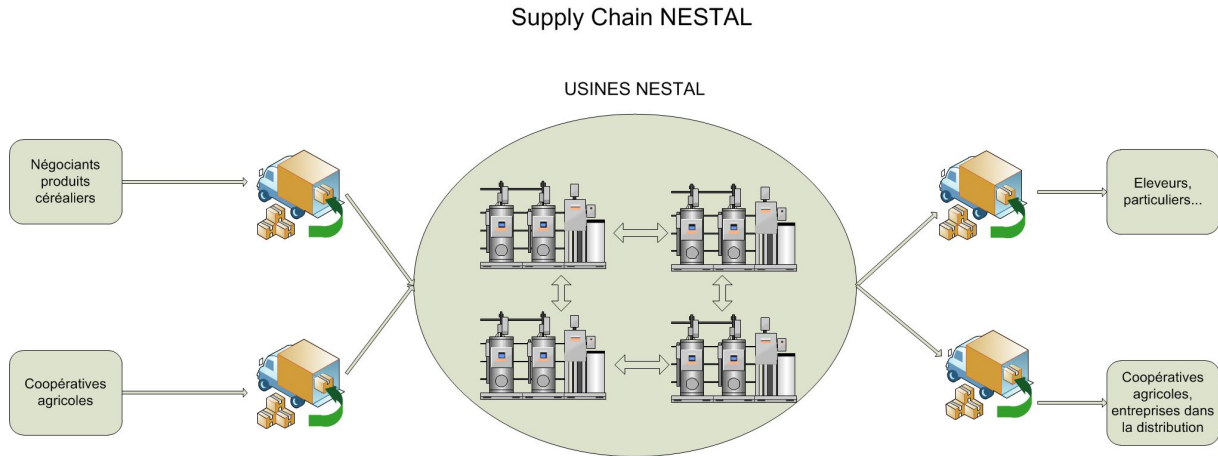 Supply Chain NESTAL
USINES NESTAL
Négociants
produits
céréaliers
Eleveurs,
particuliers...
Coopératives
agricoles
Coopératives
agricoles,
entreprises dans
la distribution